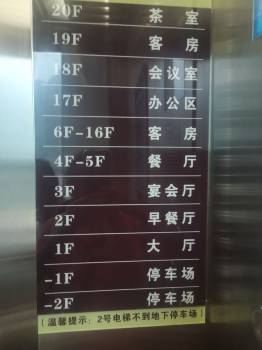 20F 茶室
19F 客房
18F 会议室
17F 办公区
6F-16F 客房
4F-5F 餐厅
3F 宴会厅
2F 早餐厅
1F 大厅
-1F 停车场
-2F 停车场
(温馨提示：2号电梯不到地下停车场)